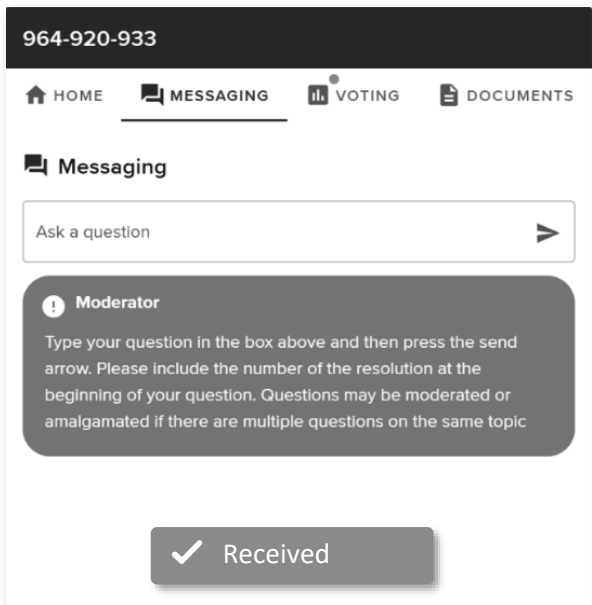 964-920-933
HOME MESSAGING VOTING DOCUMENTS
Messaging
Ask a question
Moderator
Type your question in the box above and then press the send
arrow. Please include the number of the resolution at the
beginning of your question. Questions may be moderated or
amalgamated if there are multiple questions on the same topic
Received